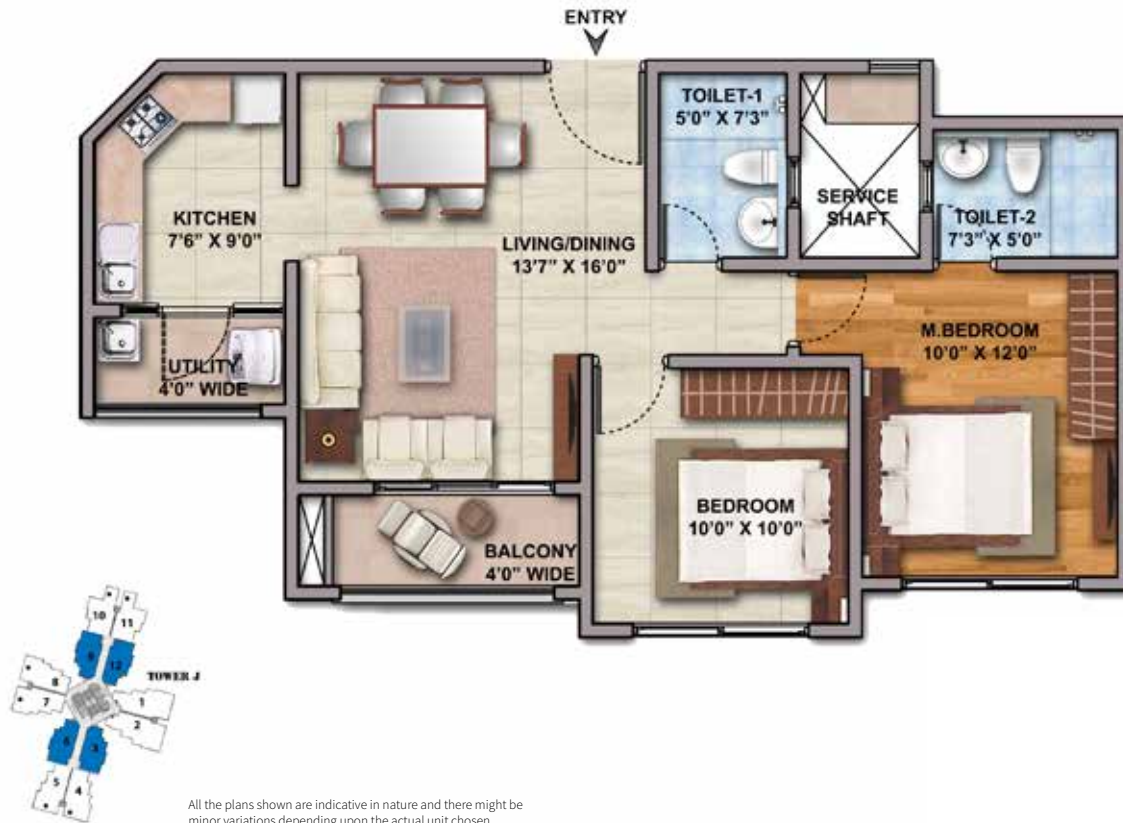 ENTRY
TOILET-1
5'0" X 7'3"
KITCHEN
7'6" X 9'0"
LIVING/DINING
13'7" X 16'0"
SERVICE
SHAFT
TOILET-2
7'3" X 5'0"
UTILITY
4'0" WIDE
M.BEDROOM
10'0" X 12'0"
BEDROOM
10'0" X 10'0"
BALCONY
4'0" WIDE
10
11
9
12
TOWER J
8
7
1
2
6
3
5
4
All the plans shown are indicative in nature and there might be
minor variations depending upon the actual unit chosen